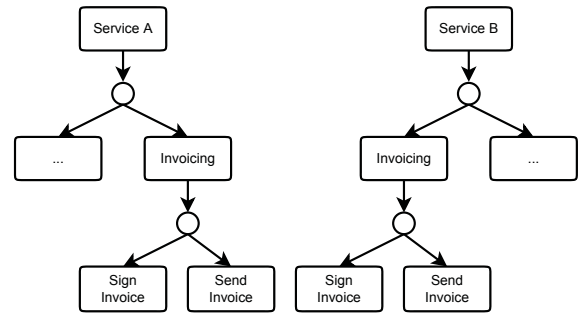 Service A
Service B
...
Invoicing
Invoicing
...
Sign
Invoice
Send
Invoice
Sign
Invoice
Send
Invoice